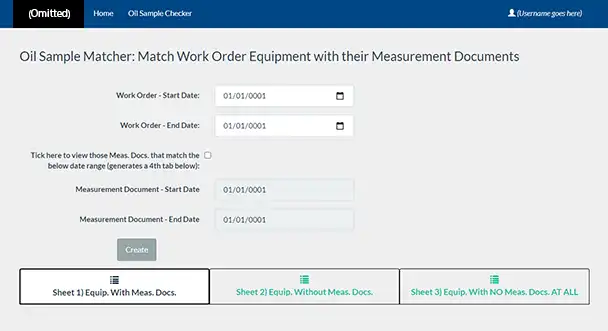 (Omitted) Home Oil Sample Checker (Username goes here)
Oil Sample Matcher: Match Work Order Equipment with their Measurement Documents
Work Order - Start Date: 01/01/0001
Work Order - End Date: 01/01/0001
Tick here to view those Meas. Docs. that match the
below date range (generates a 4th tab below):
Measurement Document - Start Date 01/01/0001
Measurement Document - End Date 01/01/0001
Create
Sheet 1) Equip. With Meas. Docs. Sheet 2) Equip. Without Meas. Docs. Sheet 3) Equip. With NO Meas. Docs. AT ALL